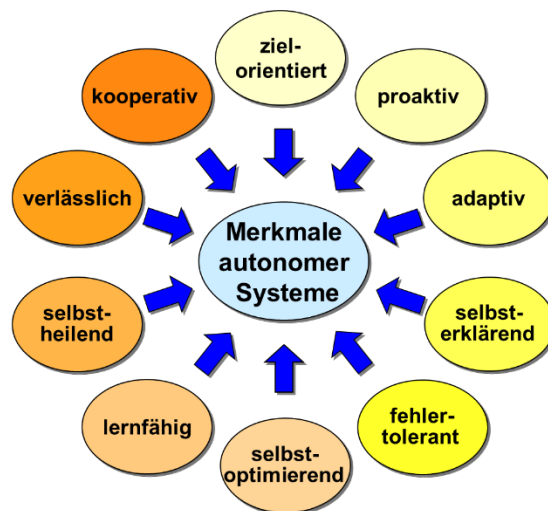 ziel-
orientiert
proaktiv
adaptiv
selbst-
erklärend
fehler-
tolerant
selbst-
optimierend
lernfähig
selbst-
heilend
verlässlich
kooperativ
Merkmale
autonomer
Systeme